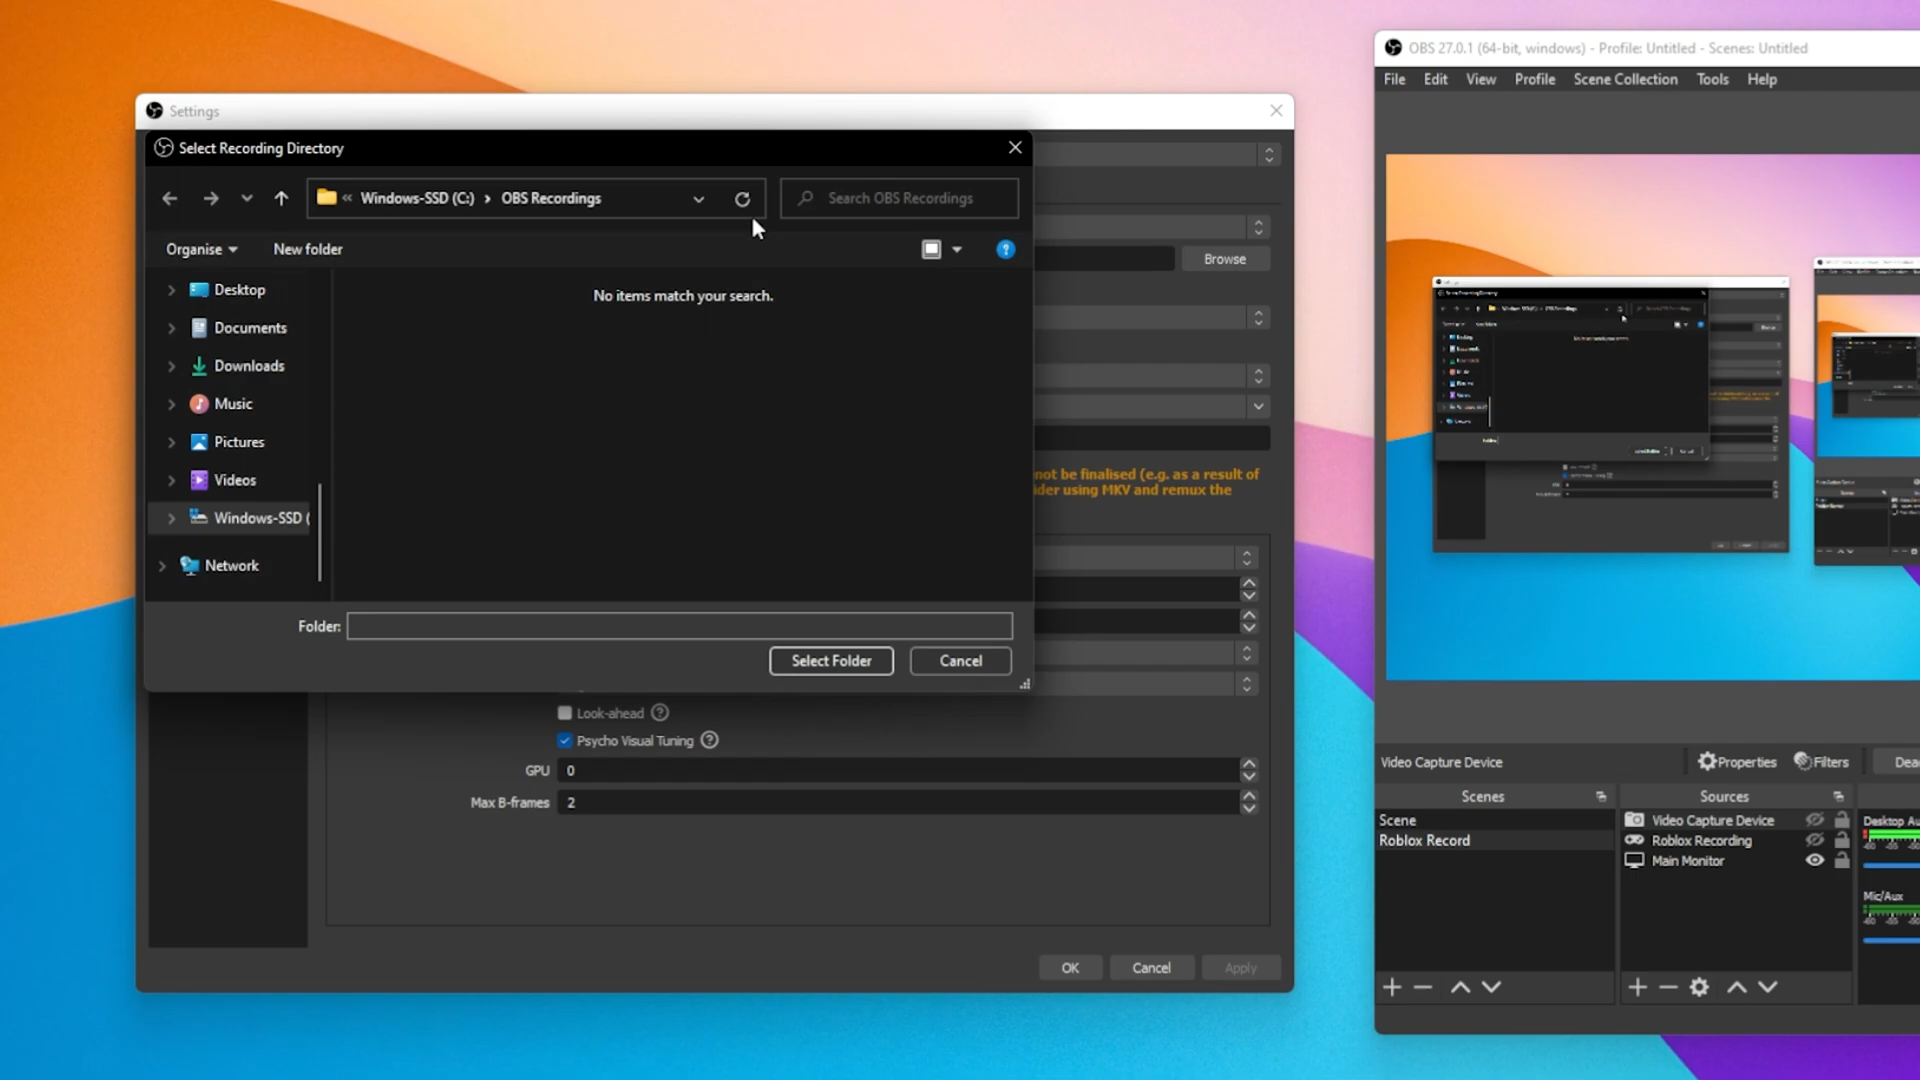 OBS 27.0.1 (64-bit, windows) - Profile: Untitled - Scenes: Untitled
File Edit View Profile Scene Collection Tools Help
Settings
Select Recording Directory
« Windows-SSD (C:) › OBS Recordings
Search OBS Recordings
Browse
Organise
New folder
Desktop
No items match your search.
Documents
Downloads
Music
Pictures
Videos
not be finalised (e.g. as a result of
ider using MKV and remux the
Windows-SSD (
Network
Folder:
Select Folder
Cancel
Look-ahead
Psycho Visual Tuning
GPU 0
Max B-frames 2
OK
Cancel
Apply
Video Capture Device
Properties
Filters
Dea
Scenes
Scene
Roblox Record
Sources
Video Capture Device
Roblox Recording
Main Monitor
Desktop Au
Mic/Aux